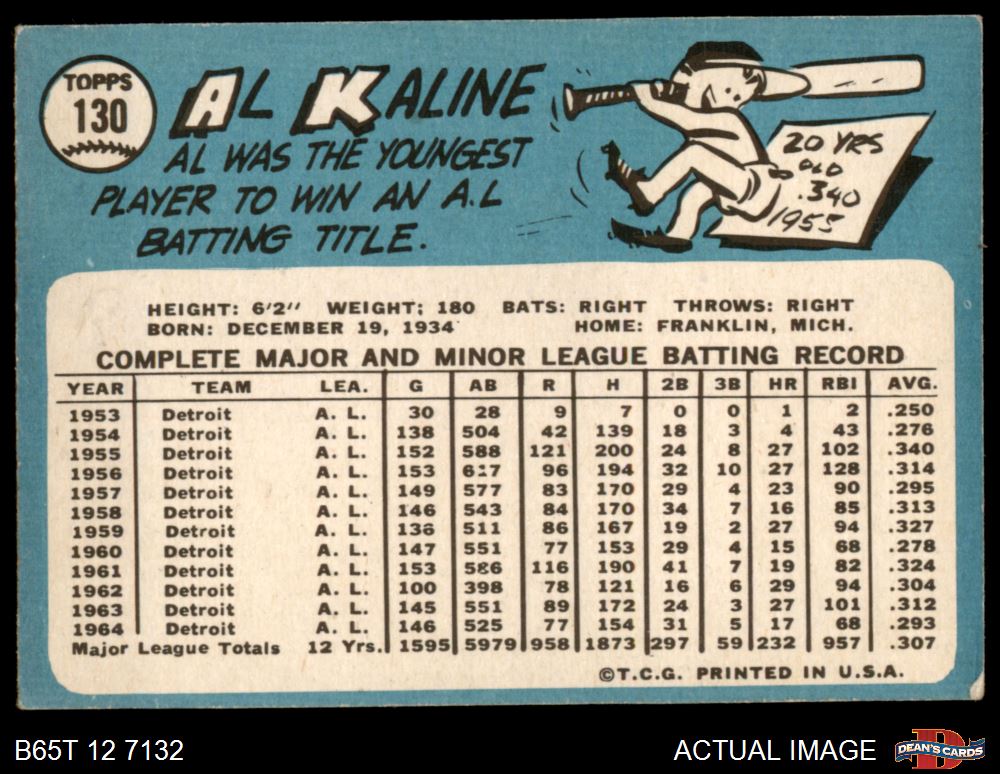 TOPPS
130
AL KALINE
AL WAS THE YOUNGEST
PLAYER TO WIN AN A.L
BATTING TITLE.
20 YRS
OLD
.340
1955
HEIGHT: 6'2" WEIGHT; 180 BATS: RIGHT THROWS: RIGHT
BORN: DECEMBER 19, 1934 HOME: FRANKLIN, MICH.
COMPLETE MAJOR AND MINOR LEAGUE BATTING RECORD
YEAR TEAM LEA. G AB R H 2B 3B HR RBI AVG.
1953 Detroit A. L. 30 28 9 7 0 0 1 2 .250
1954 Detroit A. L. 138 504 42 139 18 3 4 43 .276
1955 Detroit A. L. 152 588 121 200 24 8 27 102 .340
1956 Detroit A. L. 153 617 96 194 32 10 27 128 .314
1957 Detroit A. L. 149 577 83 170 29 4 23 90 .295
1958 Detroit A. L. 146 543 84 170 34 7 16 85 .313
1959 Detroit A. L. 136 511 86 167 19 2 27 94 .327
1960 Detroit A. L. 147 551 77 153 29 4 15 68 .278
1961 Detroit A. L. 153 586 116 190 41 7 19 82 .324
1962 Detroit A. L. 100 398 78 121 16 6 29 94 .304
1963 Detroit A. L. 145 551 89 172 24 3 27 101 .312
1964 Detroit A. L. 146 525 77 154 31 5 17 68 .293
Major League Totals 12 Yrs. 1595 5979 958 1873 297 59 232 957 .307
©T.C.G. PRINTED IN U.S.A.
B65T 12 7132 ACTUAL IMAGE
DEAN'S CARDS